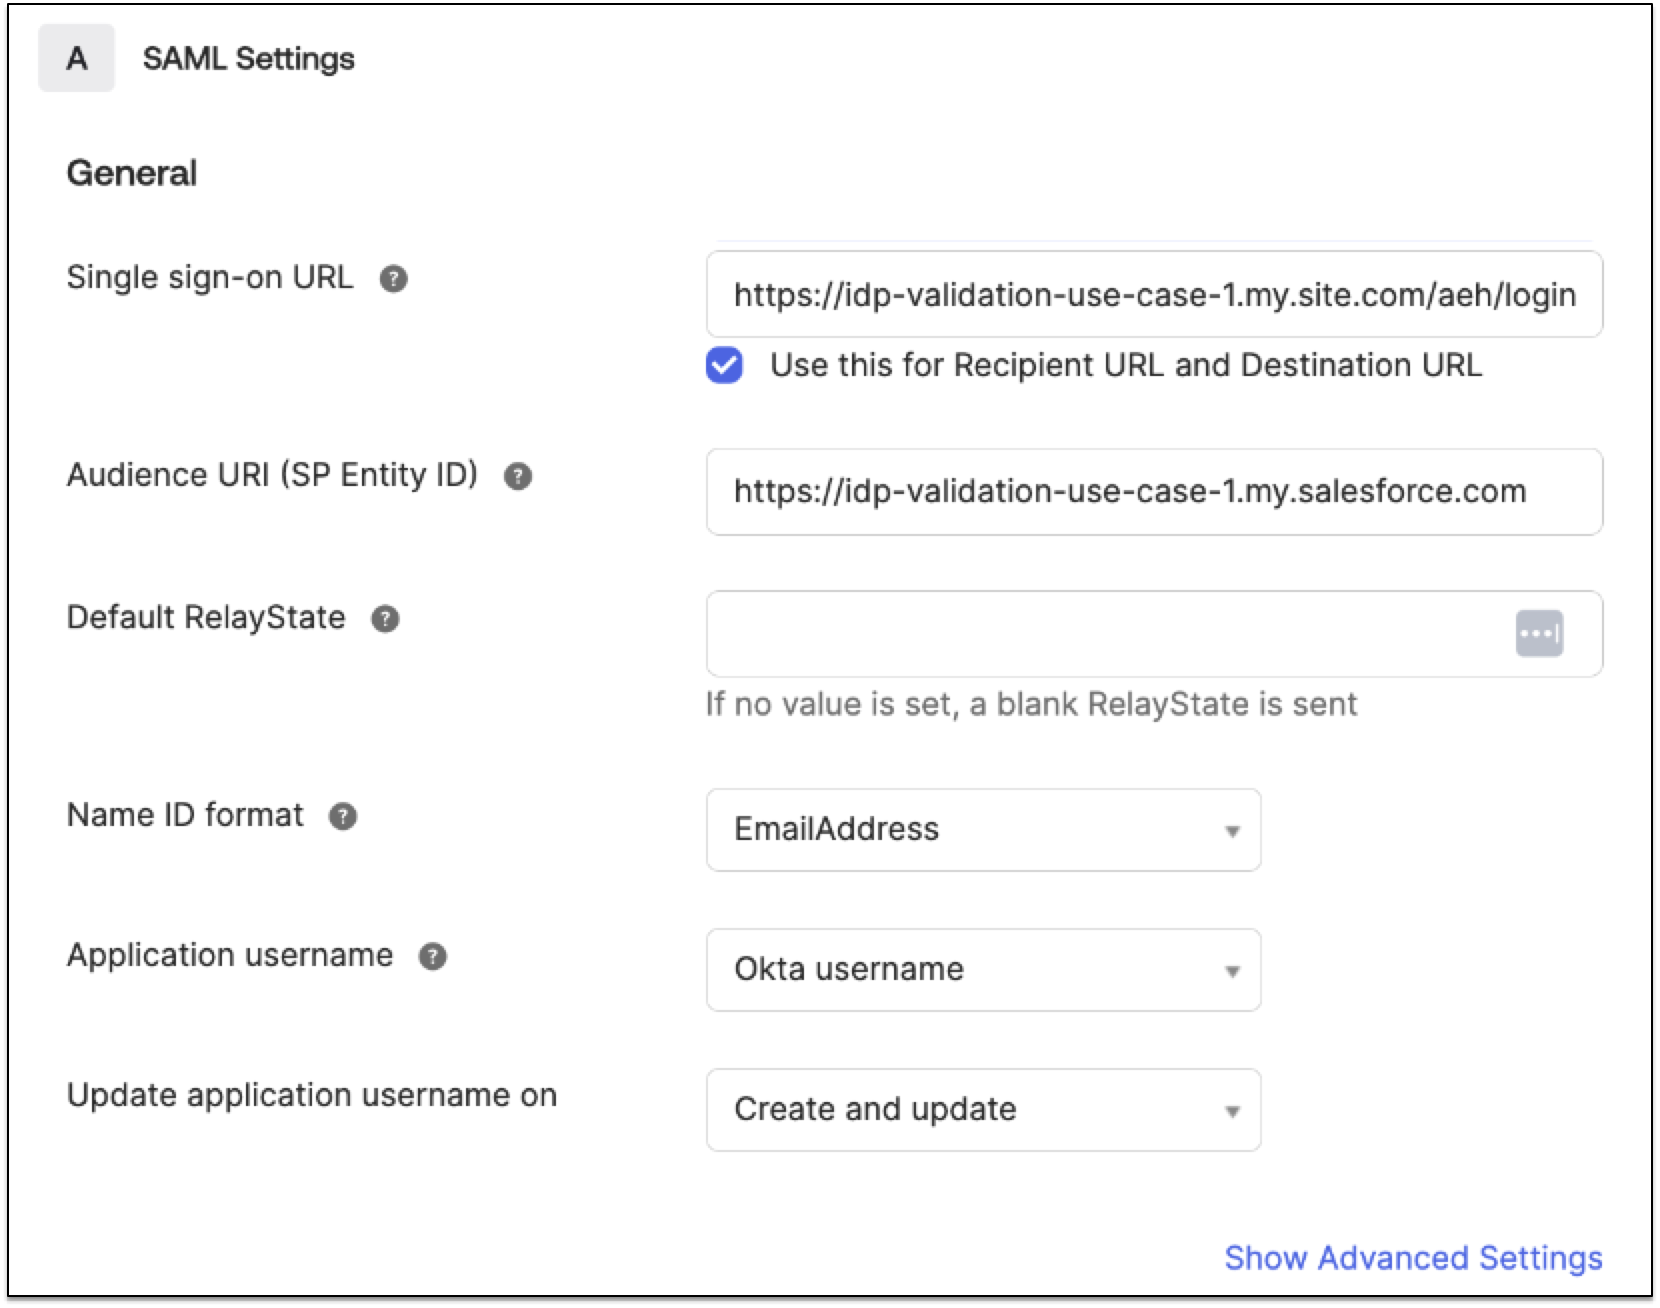 A SAML Settings
General
Single sign-on URL ?
https://idp-validation-use-case-1.my.site.com/aeh/login
Use this for Recipient URL and Destination URL
Audience URI (SP Entity ID) ?
https://idp-validation-use-case-1.my.salesforce.com
Default RelayState ?
If no value is set, a blank RelayState is sent
Name ID format ?
EmailAddress
Application username ?
Okta username
Update application username on
Create and update
Show Advanced Settings